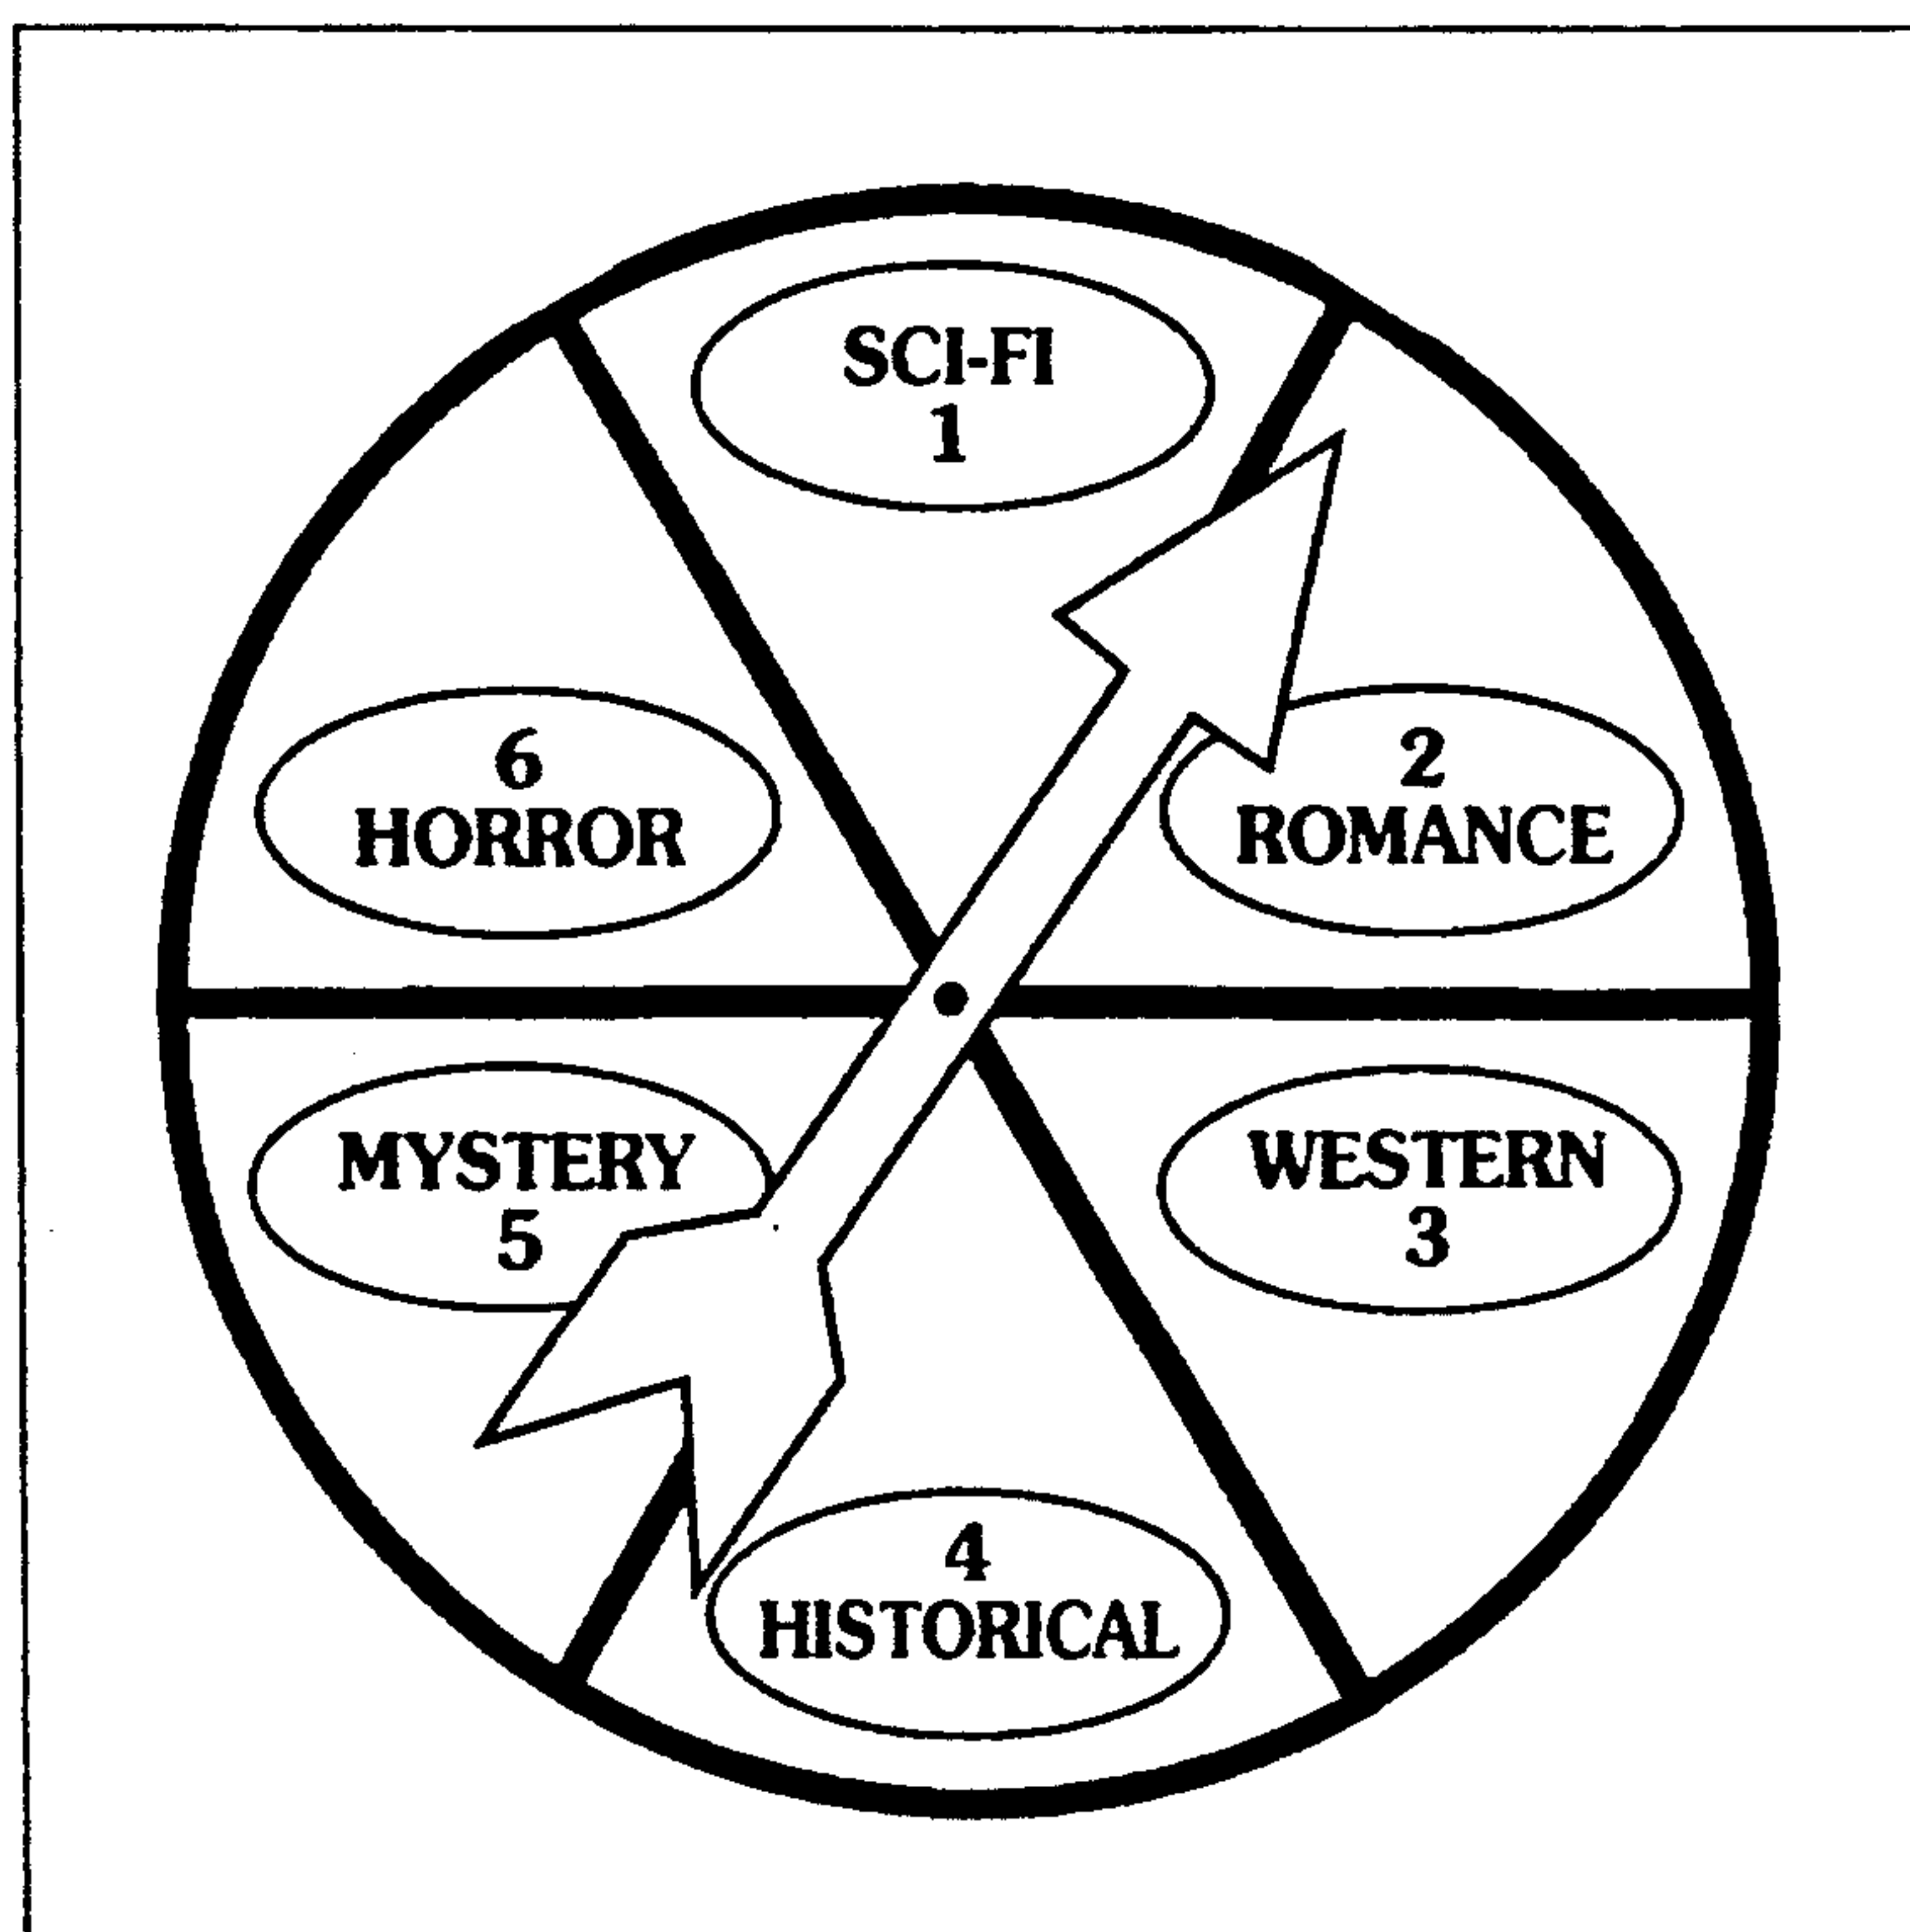 SCI-FI
1
6
HORROR
2
ROMANCE
MYSTERY
5
WESTERN
3
4
HISTORICAL